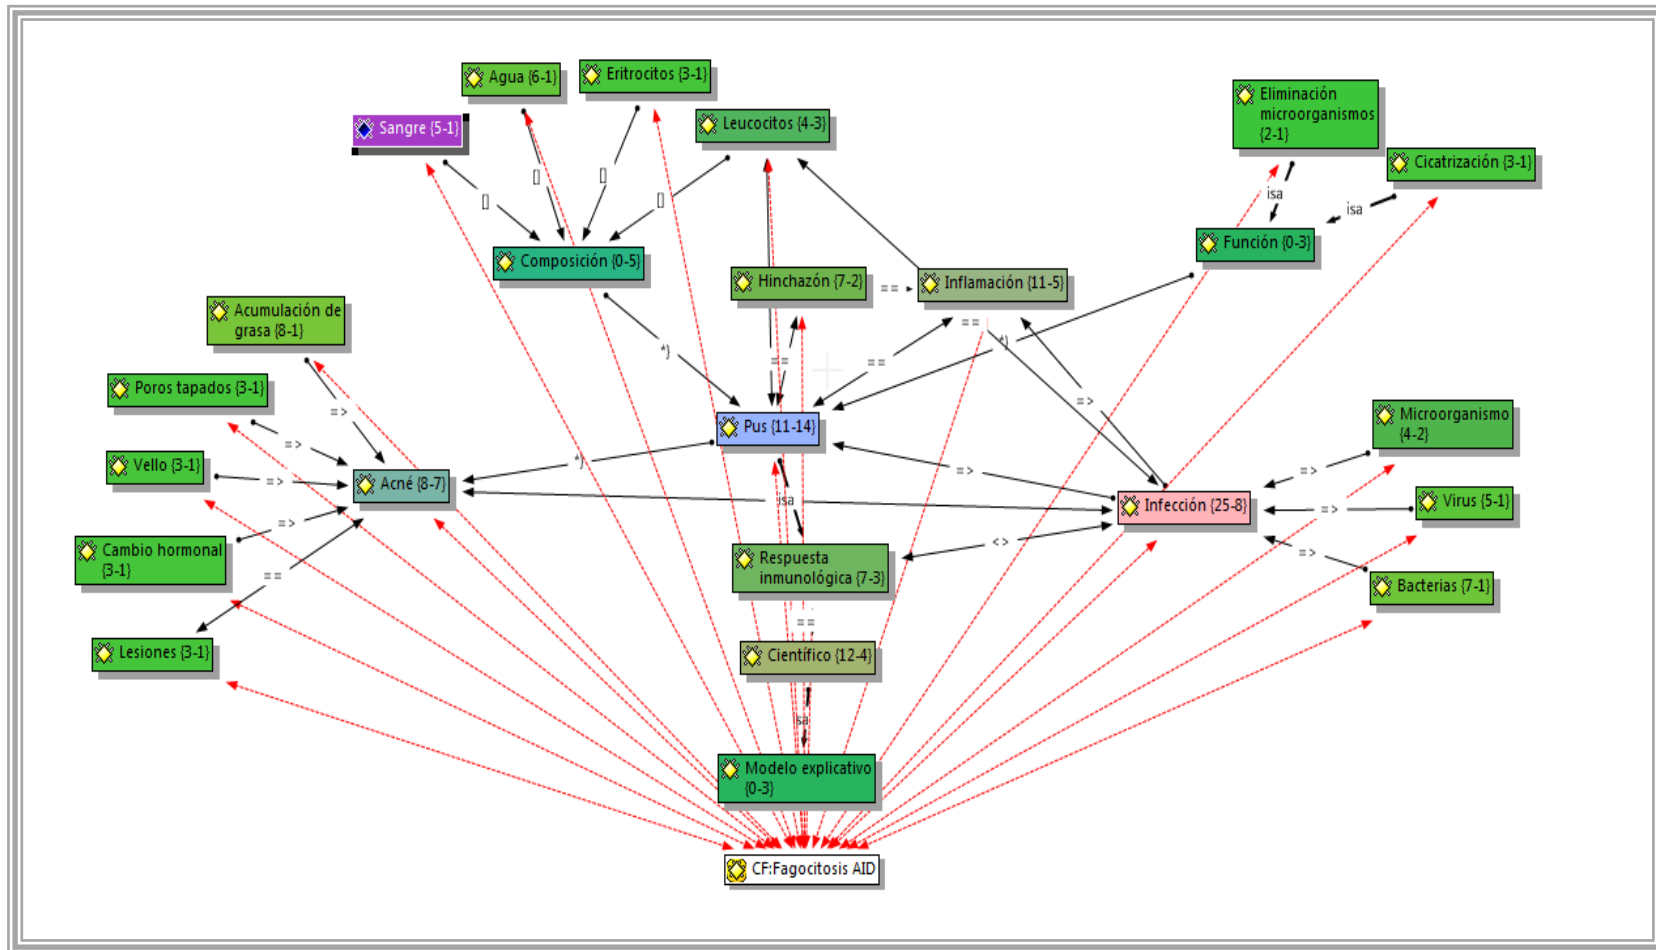 Agua {6-1}
Eritrocitos {3-1}
Sangre {5-1}
Leucocitos {4-3}
Eliminación
microorganismos
{2-1}
Cicatrización {3-1}
[]
[]
[]
[]
isa
isa
Función {0-3}
Composición {0-5}
Hinchazón {7-2}
==
Inflamación {11-5}
Acumulación de
grasa {8-1}
==
*)
*)
==
==
Poros tapados {3-1}
=>
=>
Pus {11-14}
Microorganismo
{4-2}
=>
Vello {3-1}
=>
*)
=>
=>
Acné {8-7}
isa
Infección {25-8}
=>
Virus {5-1}
=>
<>
=>
Cambio hormonal
{3-1}
==
Respuesta
inmunológica {7-3}
Bacterias {7-1}
==
Lesiones {3-1}
Científico {12-4}
isa
Modelo explicativo
{0-3}
CF:Fagocitosis AID